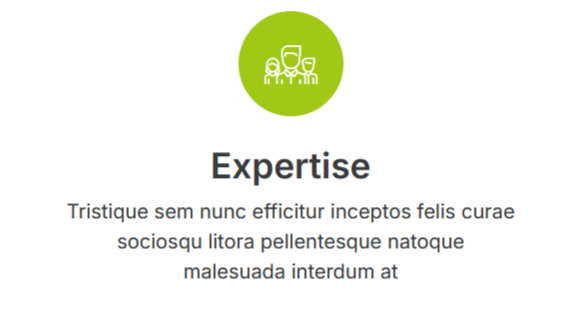 Expertise
Tristique sem nunc efficitur inceptos felis curae
sociosqu litora pellentesque natoque
malesuada interdum at